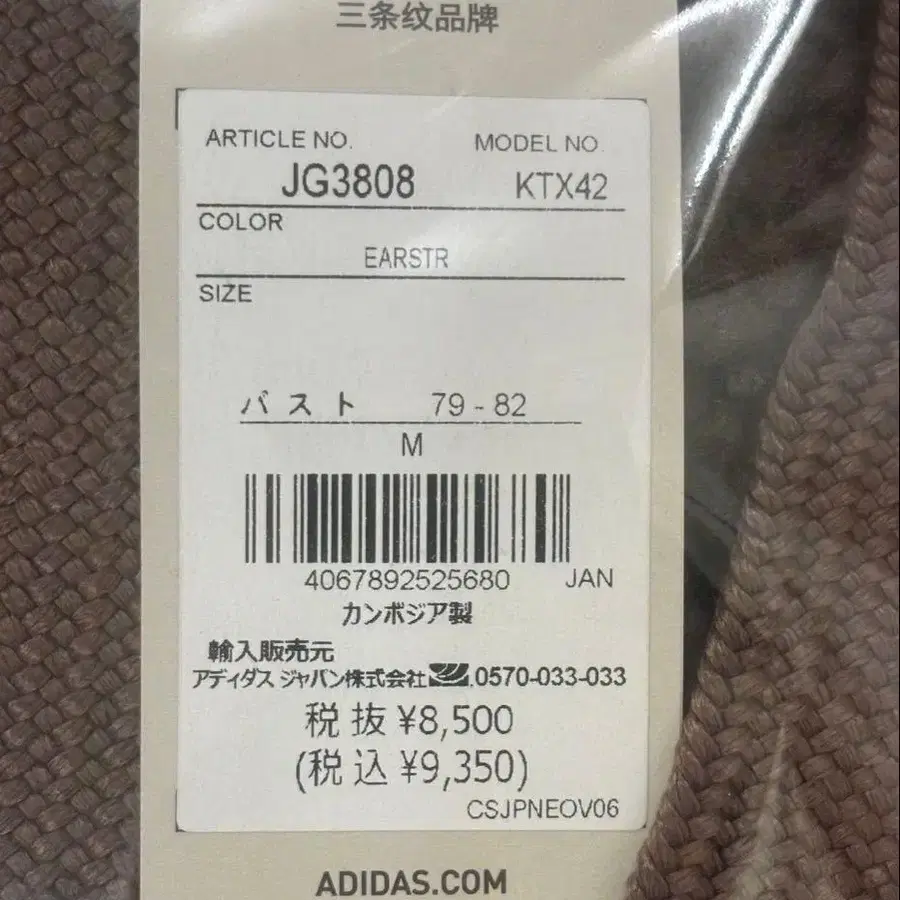 三条纹品牌
ARTICLE NO. MODEL NO.
JG3808 KTX42
COLOR
EARSTR
SIZE
バスト 79 - 82
M
4067892525680 JAN
カンボジア製
輸入販売元
アディダス ジャパン株式会社 0570-033-033
税抜 ¥8,500
(税込 ¥9,350)
CSJPNEOV06
ADIDAS.COM